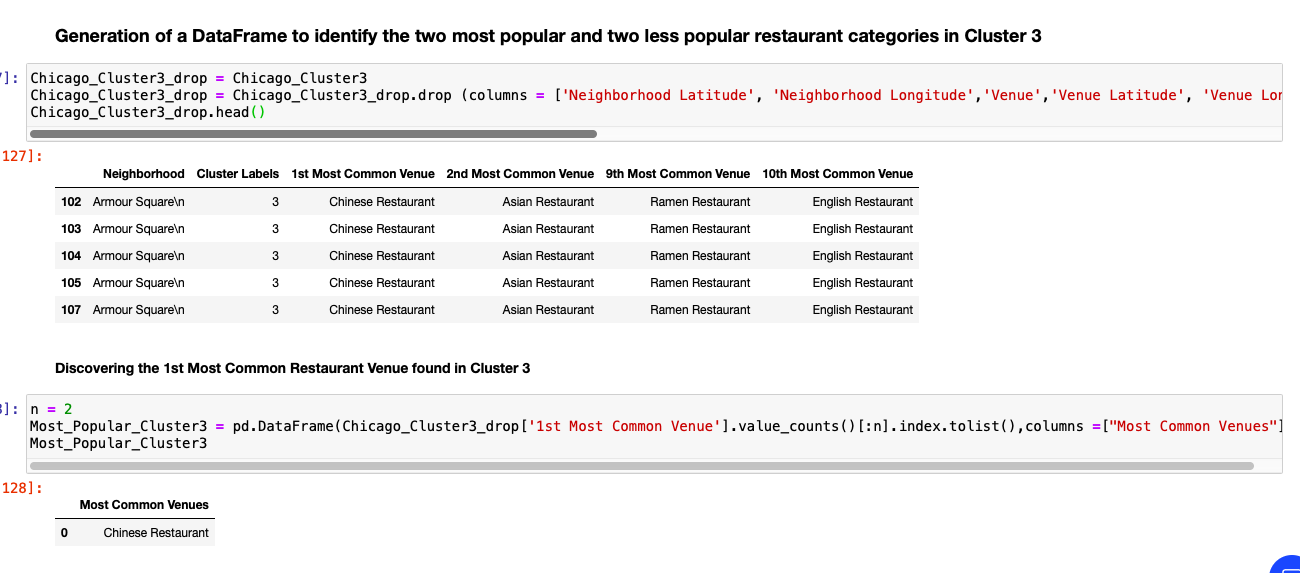 Generation of a DataFrame to identify the two most popular and two less popular restaurant categories in Cluster 3
]: Chicago_Cluster3_drop = Chicago_Cluster3
Chicago_Cluster3_drop = Chicago_Cluster3_drop.drop (columns = ['Neighborhood Latitude', 'Neighborhood Longitude','Venue','Venue Latitude', 'Venue Lon
Chicago_Cluster3_drop.head()
127]:
Neighborhood Cluster Labels 1st Most Common Venue 2nd Most Common Venue 9th Most Common Venue 10th Most Common Venue
102 Armour Square\n 3 Chinese Restaurant Asian Restaurant Ramen Restaurant English Restaurant
103 Armour Square\n 3 Chinese Restaurant Asian Restaurant Ramen Restaurant English Restaurant
104 Armour Square\n 3 Chinese Restaurant Asian Restaurant Ramen Restaurant English Restaurant
105 Armour Square\n 3 Chinese Restaurant Asian Restaurant Ramen Restaurant English Restaurant
107 Armour Square\n 3 Chinese Restaurant Asian Restaurant Ramen Restaurant English Restaurant
Discovering the 1st Most Common Restaurant Venue found in Cluster 3
]: n = 2
Most_Popular_Cluster3 = pd.DataFrame(Chicago_Cluster3_drop['1st Most Common Venue'].value_counts()[:n].index.tolist(),columns =["Most Common Venues"]
Most_Popular_Cluster3
128]:
Most Common Venues
0 Chinese Restaurant